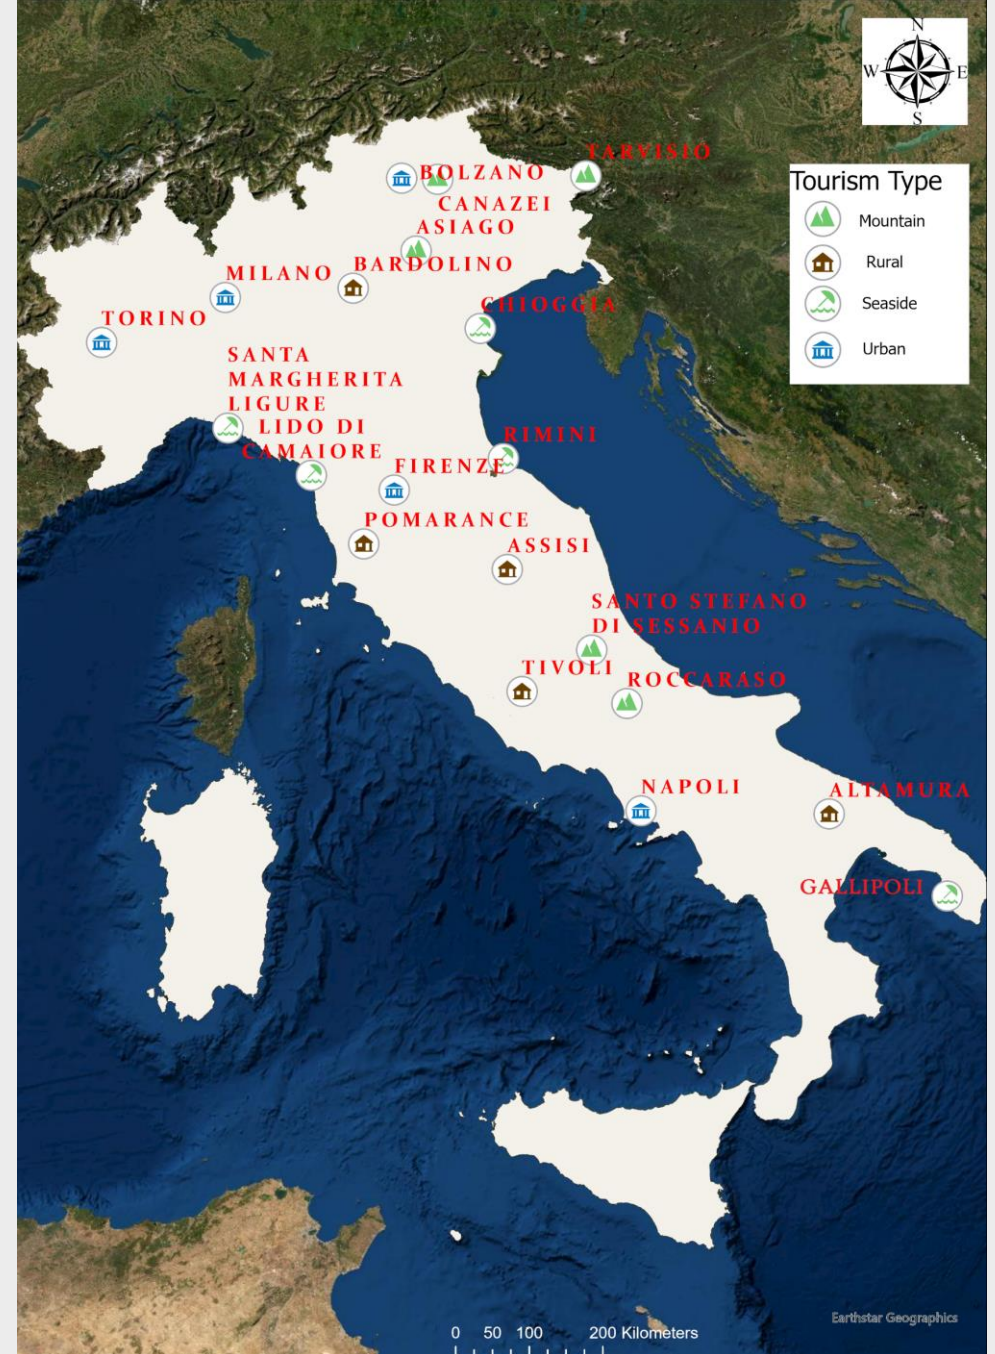 N
W E
S
TARVISIO
BOLZANO
CANAZEI
ASIAGO
BARDOLINO
MILANO
CHIOGGIA
TORINO
SANTA
MARGHERITA
LIGURE
LIDO DI
CAMAIORE
RIMINI
FIRENZE
POMARANCE
ASSISI
SANTO STEFANO
DI SESSANIO
TIVOLI
ROCCARASO
NAPOLI
ALTAMURA
GALLIPOLI
Tourism Type
Mountain
Rural
Seaside
Urban
Earthstar Geographics
0 50 100 200 Kilometers